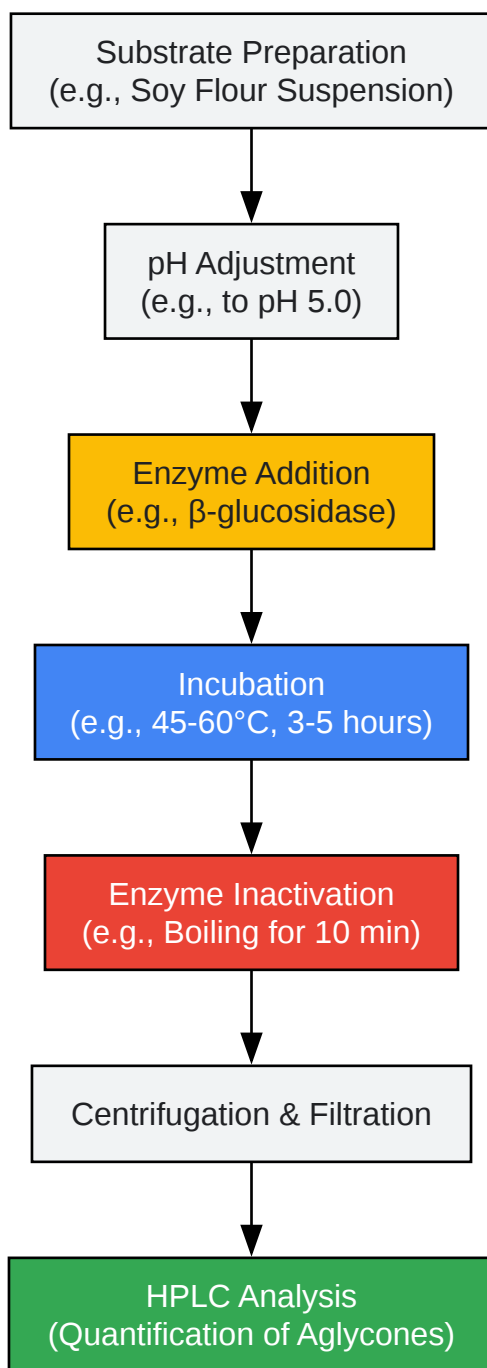 Substrate Preparation
(e.g., Soy Flour Suspension)
pH Adjustment
(e.g., to pH 5.0)
Enzyme Addition
(e.g., β-glucosidase)
Incubation
(e.g., 45-60°C, 3-5 hours)
Enzyme Inactivation
(e.g., Boiling for 10 min)
Centrifugation & Filtration
HPLC Analysis
(Quantification of Aglycones)